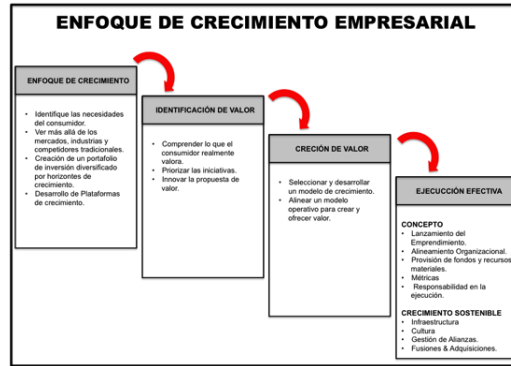 ENFOQUE DE CRECIMIENTO EMPRESARIAL
ENFOQUE DE CRECIMIENTO
• Identifique las necesidades
del consumidor.
• Ver más allá de los
mercados, industrias y
competidores tradicionales.
• Creación de un portafolio
de inversión diversificado
por horizontes de
crecimiento.
• Desarrollo de Plataformas
de crecimiento.
IDENTIFICACIÓN DE VALOR
• Comprender lo que el
consumidor realmente
valora.
• Priorizar las iniciativas.
• Innovar la propuesta de
valor.
CRECIÓN DE VALOR
• Seleccionar y desarrollar
un modelo de crecimiento.
• Alinear un modelo
operativo para crear y
ofrecer valor.
EJECUCCIÓN EFECTIVA
CONCEPTO
• Lanzamiento del
Emprendimiento.
• Alineamiento Organizacional.
• Provisión de fondos y recursos
materiales.
• Métricas
• Responsabilidad en la
ejecución.
CRECIMIENTO SOSTENIBLE
• Infraestructura
• Cultura
• Gestión de Alianzas.
• Fusiones & Adquisiciones.